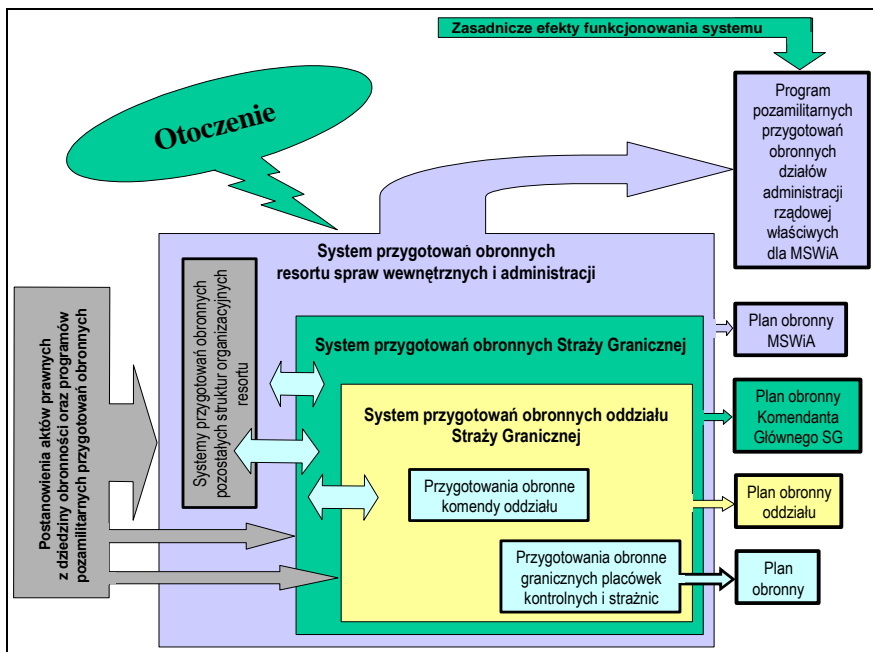 Zasadnicze efekty funkcjonowania systemu
Otoczenie
Program
pozamilitarnych
przygotowań
obronnych
działów
administracji
rządowej
właściwych
dla MSWiA
System przygotowań obronnych
resortu spraw wewnętrznych i administracji
Postanowienia aktów prawnych
z dziedziny obronności oraz programów
pozamilitarnych przygotowań obronnych
Systemy przygotowań obronnych
pozostałych struktur organizacyjnych
resortu
System przygotowań obronnych Straży Granicznej
System przygotowań obronnych oddziału
Straży Granicznej
Przygotowania obronne
komendy oddziału
Przygotowania obronne
granicznych placówek
kontrolnych i strażnic
Plan obronny
MSWiA
Plan obronny
Komendanta
Głównego SG
Plan obronny
oddziału
Plan
obronny